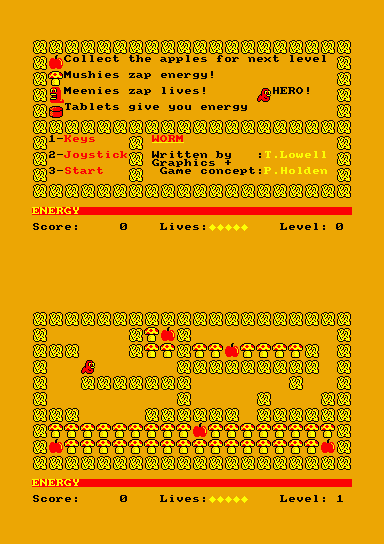 Collect the apples for next level
Mushies zap energy!
Meenies zap lives! HERO!
Tablets give you energy
1-Keys WORM
2-Joystick Written by :T.Lowell
Graphics +
3-Start Game concept:P.Holden
ENERGY
Score: 0 Lives: Level: 0
ENERGY
Score: 0 Lives: Level: 1